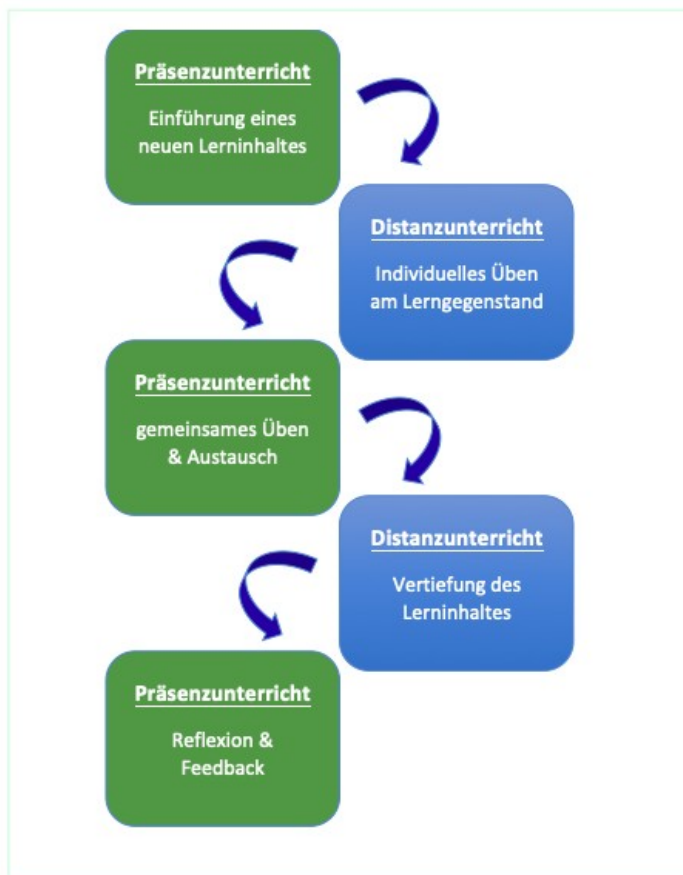 Präsenzunterricht
Einführung eines
neuen Lerninhaltes
Distanzunterricht
Individuelles Üben
am Lerngegenstand
Präsenzunterricht
gemeinsames Üben
& Austausch
Distanzunterricht
Vertiefung des
Lerninhaltes
Präsenzunterricht
Reflexion &
Feedback